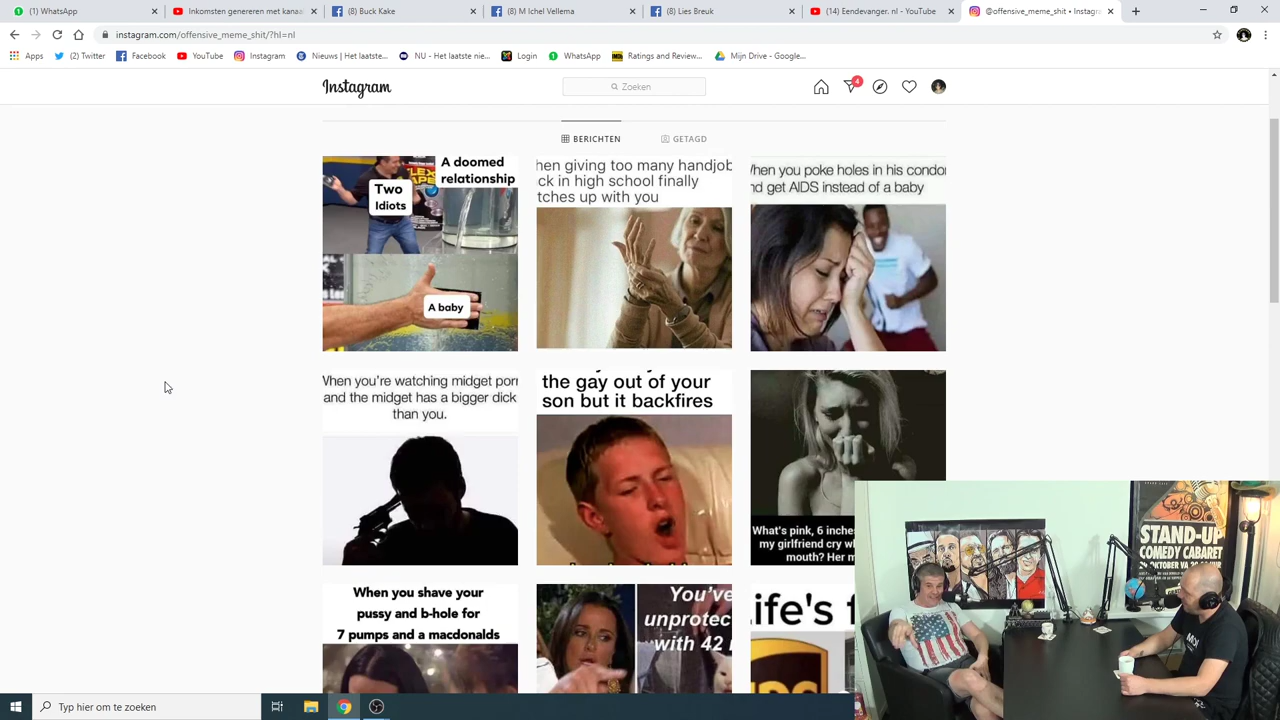 (1) WhatsApp
Inkomsten genereren met kanaa
(8) Buck Kake
(8) M Ichel Vellema
(8) Lies Breuk
(14) Eendevanger. nl - YouTube
@offensive_meme_shit • Instagra
instagram.com/offensive_meme_shit/?hl=nl
Apps
(2) Twitter
Facebook
YouTube
Instagram
Nieuws | Het laatste...
NU - Het laatste nie...
Login
WhatsApp
Ratings and Review...
Mijn Drive - Google...
Instagram
Zoeken
4
BERICHTEN
GETAGD
A doomed
relationship
Two
Idiots
A baby
hen giving too many handjob
ck in high school finally
tches up with you
When you poke holes in his condon
nd get AIDS instead of a baby
When you're watching midget porn
and the midget has a bigger dick
than you.
the gay out of your
son but it backfires
What's pink, 6 inches
my girlfriend cry wh
mouth? Her m
When you shave your
pussy and b-hole for
7 pumps and a macdonalds
You've
unprotec
with 42
ife's f
STAND-UP
COMEDY CABARET
Typ hier om te zoeken